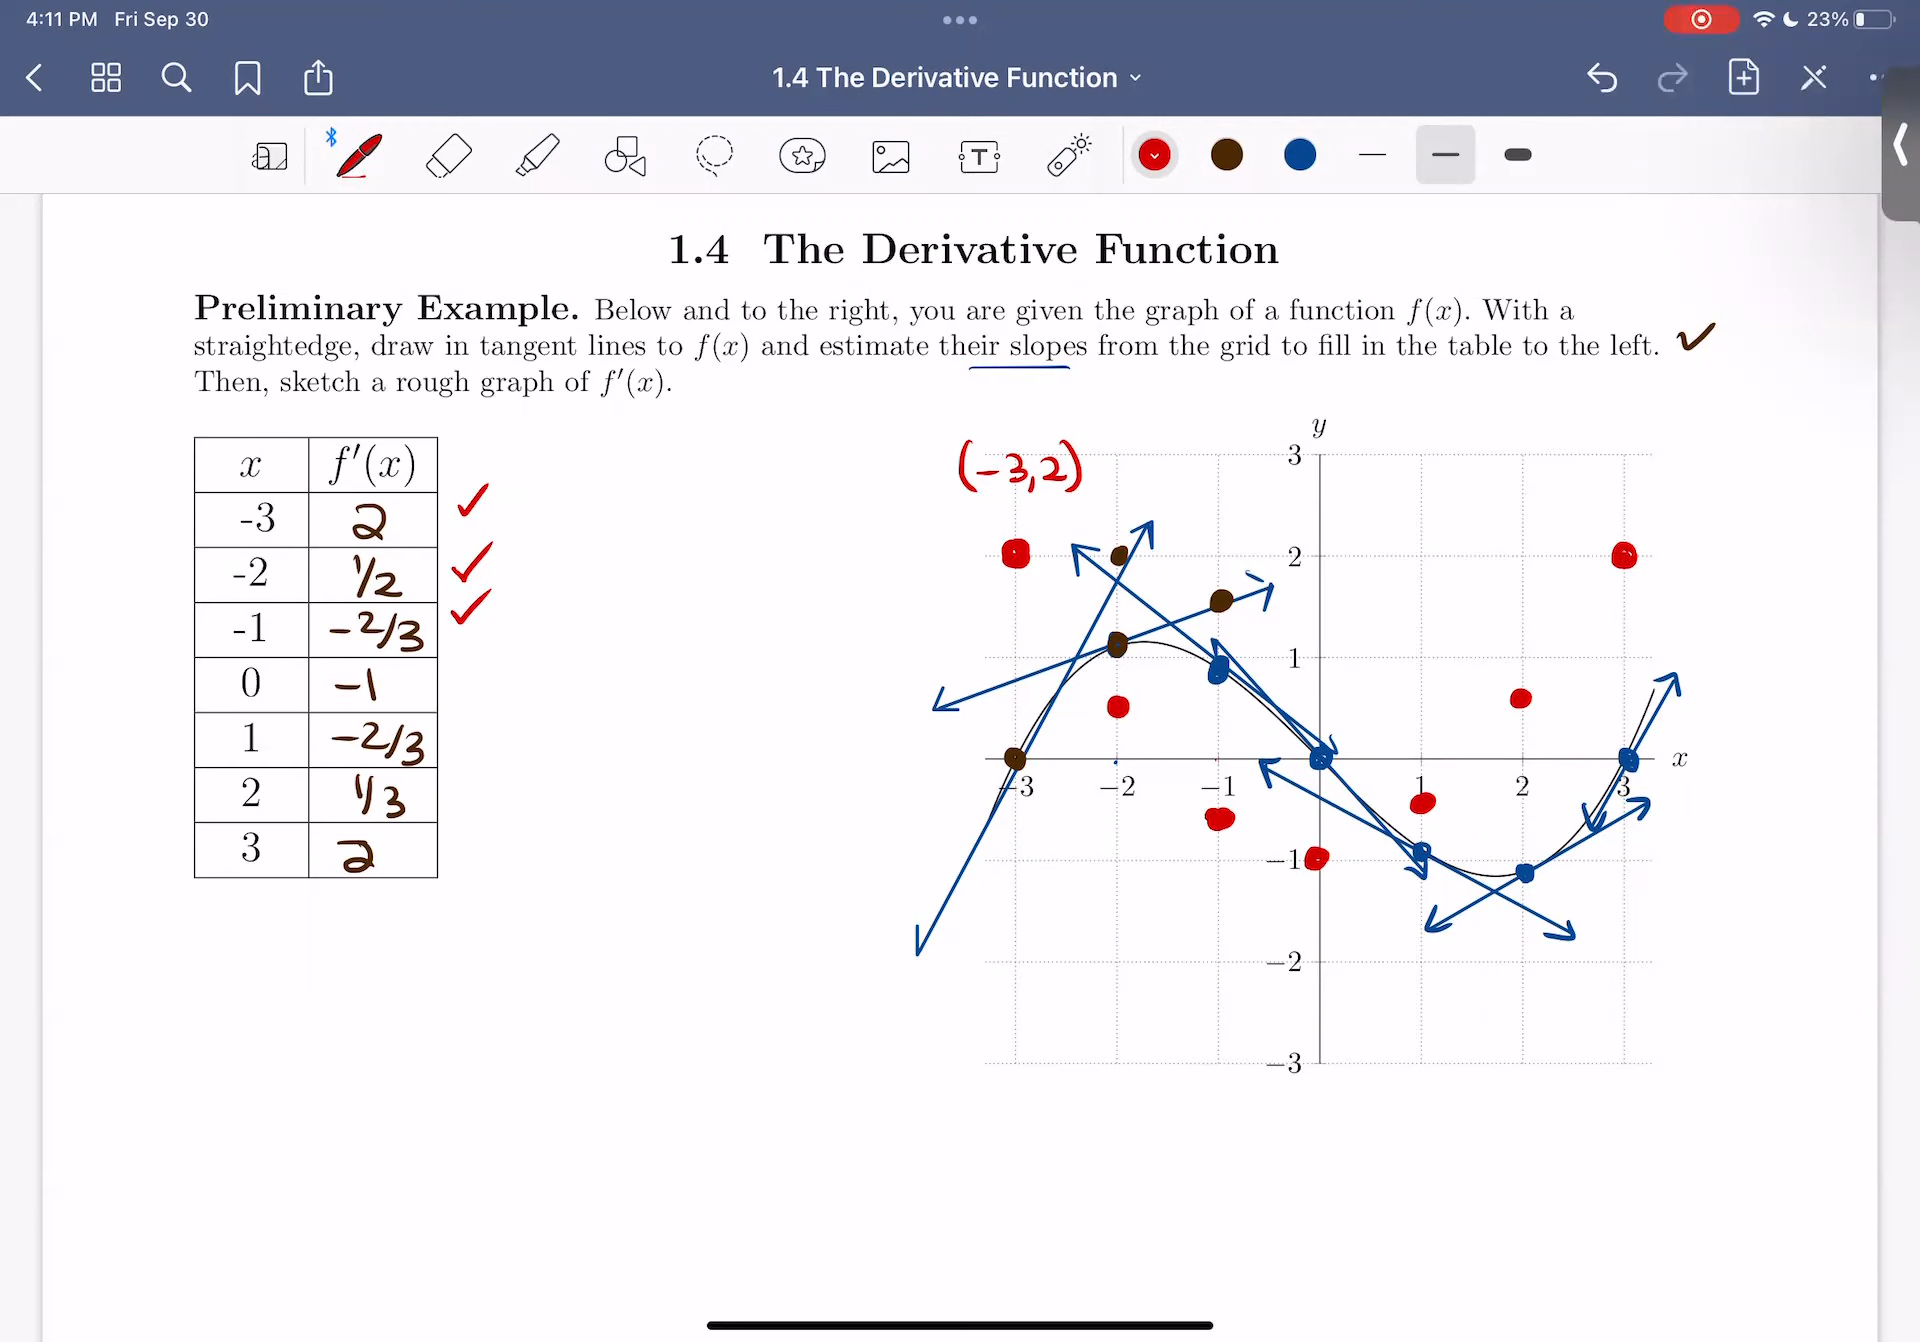 4:11 PM Fri Sep 30
23%
1.4 The Derivative Function
1.4 The Derivative Function
Preliminary Example. Below and to the right, you are given the graph of a function f(x). With a
straightedge, draw in tangent lines to f(x) and estimate their slopes from the grid to fill in the table to the left.
Then, sketch a rough graph of f′(x).
x f′(x)
-3 2
-2 1/2
-1 -2/3
0 -1
1 -2/3
2 1/3
3 2
(-3,2)
y
3
2
1
−3 −2 −1 1 2 3 x
−1
−2
−3